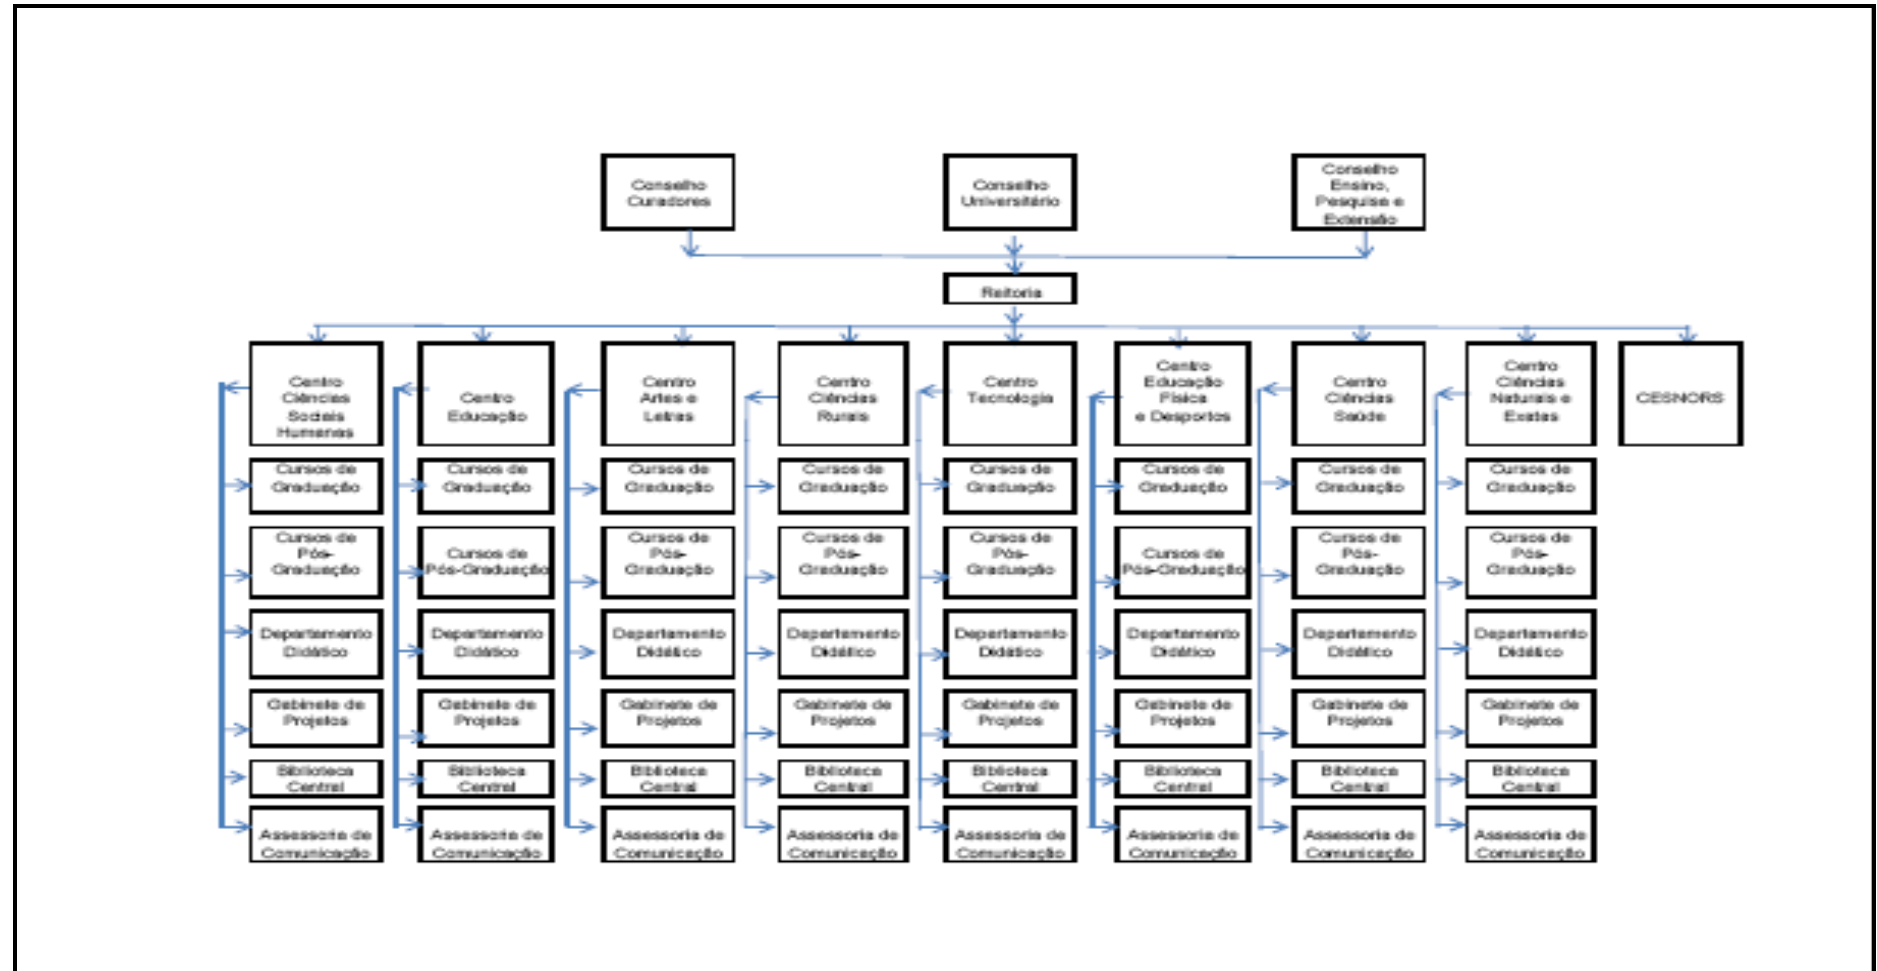 Conselho
Curadores
Conselho
Universitário
Conselho
Ensino,
Pesquisa e
Extensão
Reitoria
Centro
Ciências
Sociais
Humanas
Centro
Educação
Centro
Artes e
Letras
Centro
Ciências
Rurais
Centro
Tecnologia
Centro
Educação
Física
e Desportos
Centro
Ciências
Saúde
Centro
Ciências
Naturais e
Exatas
CESNORS
Cursos de
Graduação
Cursos de
Graduação
Cursos de
Graduação
Cursos de
Graduação
Cursos de
Graduação
Cursos de
Graduação
Cursos de
Graduação
Cursos de
Graduação
Cursos de
Pós-
Graduação
Cursos de
Pós-Graduação
Cursos de
Pós-
Graduação
Cursos de
Pós-
Graduação
Cursos de
Pós-
Graduação
Cursos de
Pós-Graduação
Cursos de
Pós-
Graduação
Cursos de
Pós-
Graduação
Departamento
Didático
Departamento
Didático
Departamento
Didático
Departamento
Didático
Departamento
Didático
Departamento
Didático
Departamento
Didático
Departamento
Didático
Gabinete de
Projetos
Gabinete de
Projetos
Gabinete de
Projetos
Gabinete de
Projetos
Gabinete de
Projetos
Gabinete de
Projetos
Gabinete de
Projetos
Gabinete de
Projetos
Biblioteca
Central
Biblioteca
Central
Biblioteca
Central
Biblioteca
Central
Biblioteca
Central
Biblioteca
Central
Biblioteca
Central
Biblioteca
Central
Assessoria de
Comunicação
Assessoria de
Comunicação
Assessoria de
Comunicação
Assessoria de
Comunicação
Assessoria de
Comunicação
Assessoria de
Comunicação
Assessoria de
Comunicação
Assessoria de
Comunicação